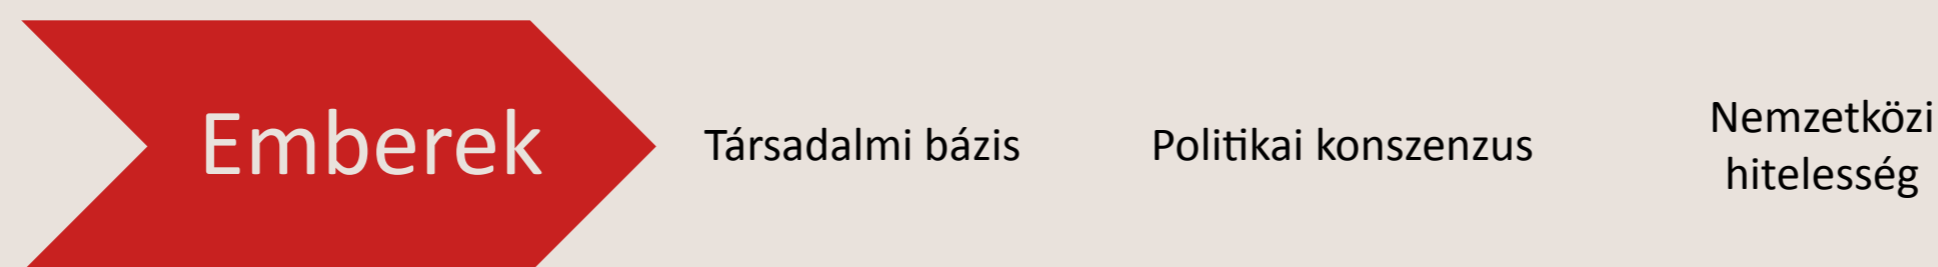 Emberek
Társadalmi bázis
Politikai konszenzus
Nemzetközi
hitelesség